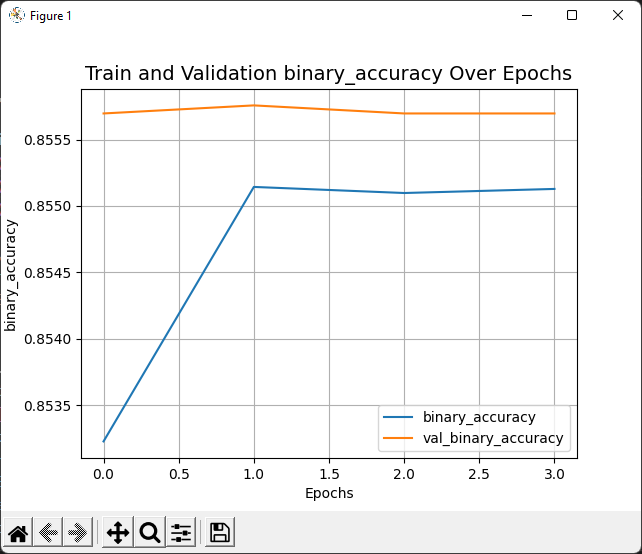 Figure 1
Train and Validation binary_accuracy Over Epochs
binary_accuracy
0.8555
0.8550
0.8545
0.8540
0.8535
binary_accuracy
val_binary_accuracy
0.0 0.5 1.0 1.5 2.0 2.5 3.0
Epochs